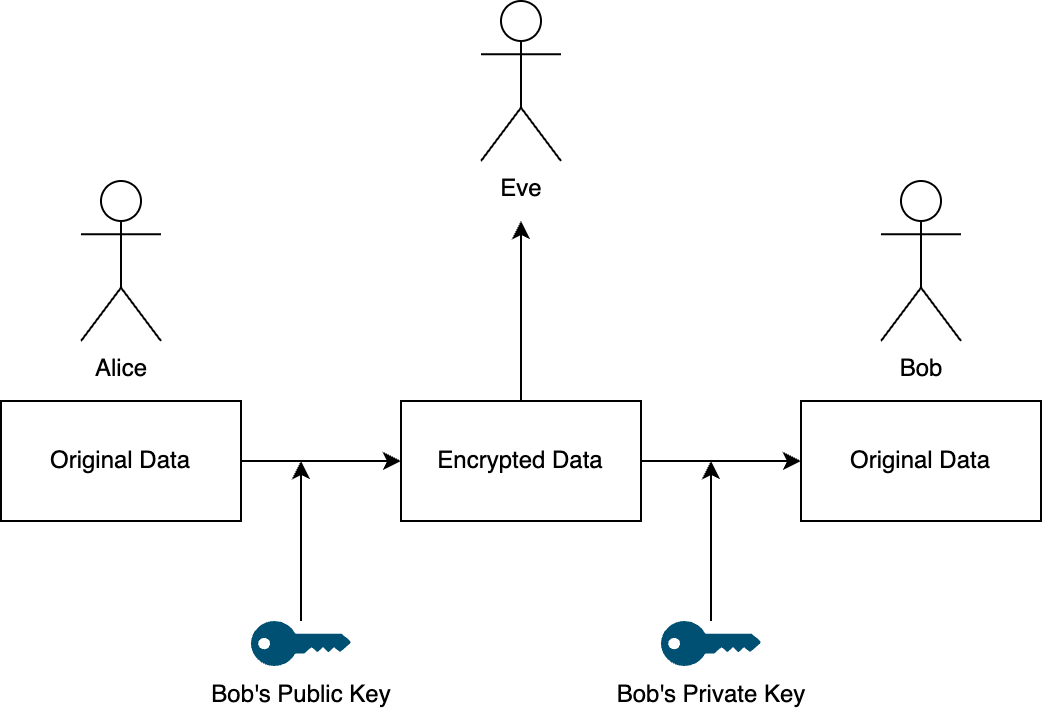 Eve
Alice
Bob
Original Data
Encrypted Data
Original Data
Bob's Public Key
Bob's Private Key